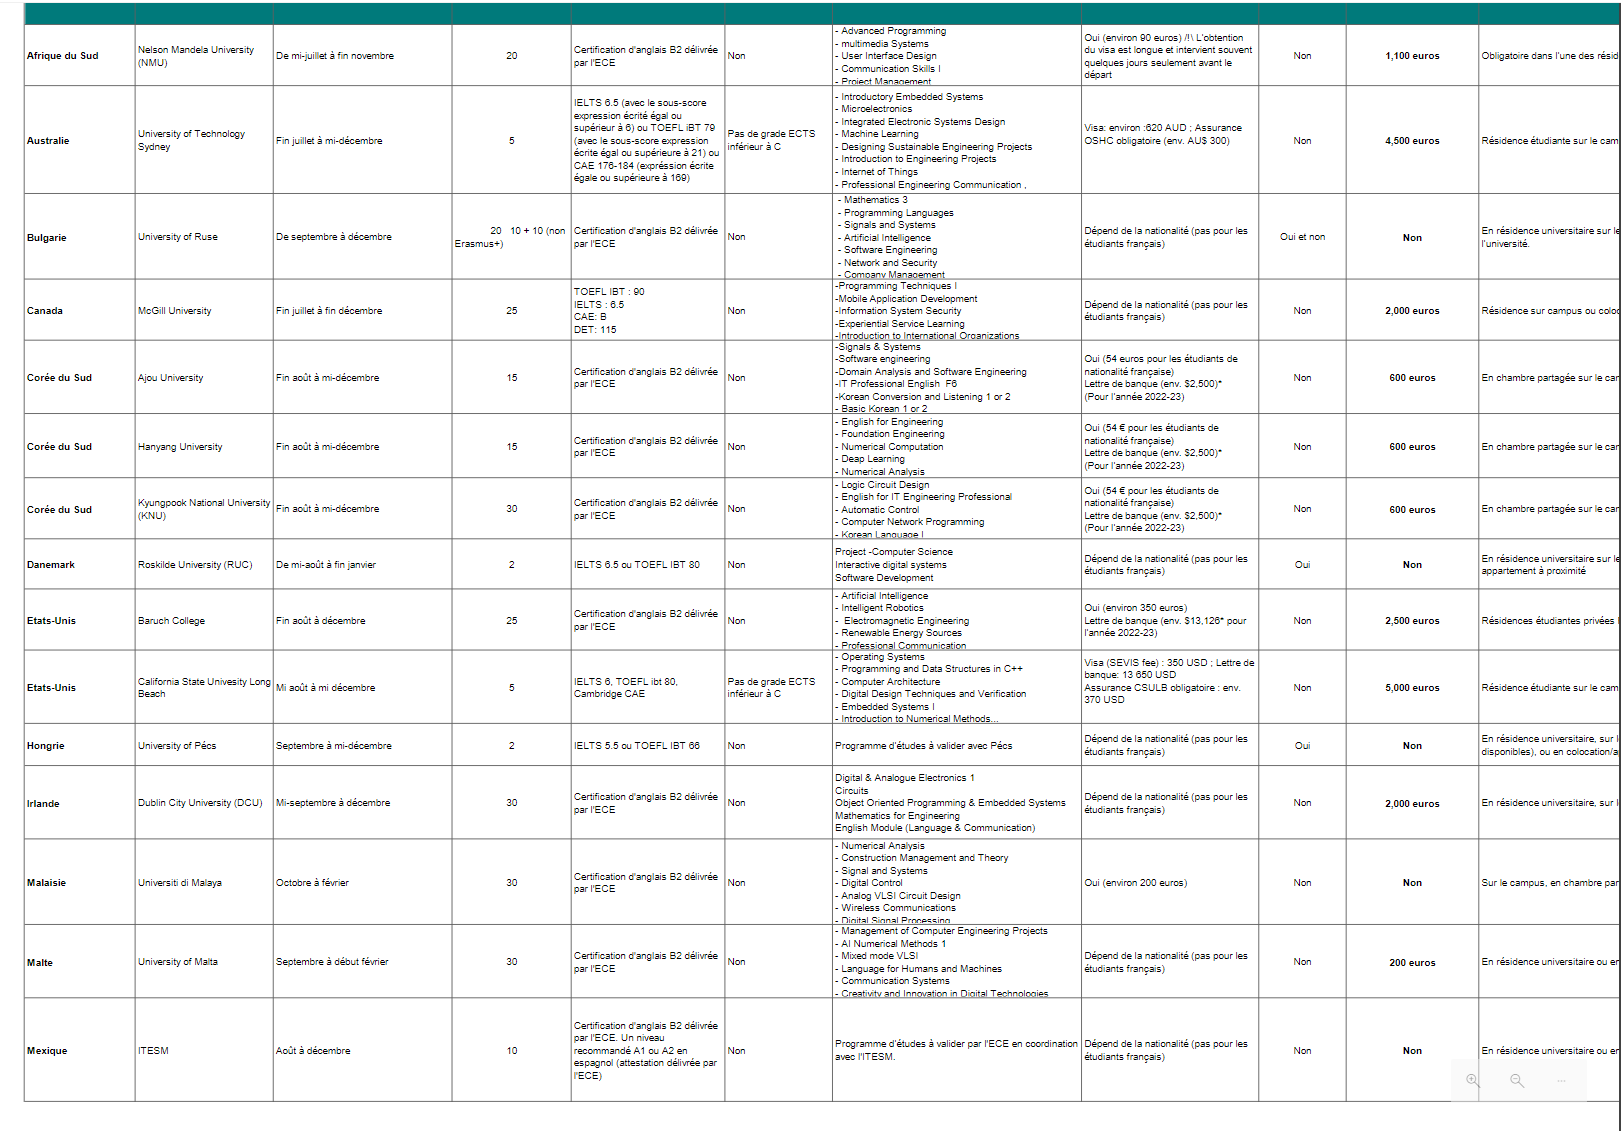 Afrique du Sud
Nelson Mandela University
(NMU)
De mi-juillet à fin novembre
20
Certification d'anglais B2 délivrée
par l'ECE
Non
- Advanced Programming
- multimedia Systems
- User Interface Design
- Communication Skills I
- Project Management
Oui (environ 90 euros) /!\ L'obtention
du visa est longue et intervient souvent
quelques jours seulement avant le
départ
Non
1,100 euros
Obligatoire dans l'une des résid
Australie
University of Technology
Sydney
Fin juillet à mi-décembre
5
IELTS 6.5 (avec le sous-score
expression écrité égal ou
supérieur à 6) ou TOEFL IBT 79
(avec le sous-score expression
écrite égal ou supérieure à 21) ou
CAE 176-184 (expréssion écrite
égale ou supérieure à 169)
Pas de grade ECTS
inférieur à C
- Introductory Embedded Systems
- Microelectronics
- Integrated Electronic Systems Design
- Machine Learning
- Designing Sustainable Engineering Projects
- Introduction to Engineering Projects
- Internet of Things
- Professional Engineering Communication ,
Visa: environ :620 AUD ; Assurance
OSHC obligatoire (env. AU$ 300)
Non
4,500 euros
Résidence étudiante sur le cam
Bulgarie
University of Ruse
De septembre à décembre
20 10 + 10 (non
Erasmus+)
Certification d'anglais B2 délivrée
par l'ECE
Non
- Mathematics 3
- Programming Languages
- Signals and Systems
- Artificial Intelligence
- Software Engineering
- Network and Security
- Company Management
Dépend de la nationalité (pas pour les
étudiants français)
Oui et non
Non
En résidence universitaire sur le
l'université.
Canada
McGill University
Fin juillet à fin décembre
25
TOEFL IBT : 90
IELTS : 6.5
CAE: B
DET: 115
Non
-Programming Techniques I
-Mobile Application Development
-Information System Security
-Experiential Service Learning
-Introduction to International Organizations
Dépend de la nationalité (pas pour les
étudiants français)
Non
2,000 euros
Résidence sur campus ou coloc
Corée du Sud
Ajou University
Fin août à mi-décembre
15
Certification d'anglais B2 délivrée
par l'ECE
Non
-Signals & Systems
-Software engineering
-Domain Analysis and Software Engineering
-IT Professional English F6
-Korean Conversion and Listening 1 or 2
- Basic Korean 1 or 2
Oui (54 euros pour les étudiants de
nationalité française)
Lettre de banque (env. $2,500)*
(Pour l'année 2022-23)
Non
600 euros
En chambre partagée sur le car
Corée du Sud
Hanyang University
Fin août à mi-décembre
15
Certification d'anglais B2 délivrée
par l'ECE
Non
- English for Engineering
- Foundation Engineering
- Numerical Computation
- Deap Learning
- Numerical Analysis
Oui (54 € pour les étudiants de
nationalité française)
Lettre de banque (env. $2,500)*
(Pour l'année 2022-23)
Non
600 euros
En chambre partagée sur le car
Corée du Sud
Kyungpook National University
(KNU)
Fin août à mi-décembre
30
Certification d'anglais B2 délivrée
par l'ECE
Non
- Logic Circuit Design
- English for IT Engineering Professional
- Automatic Control
- Computer Network Programming
- Korean Language I
Oui (54 € pour les étudiants de
nationalité française)
Lettre de banque (env. $2,500)*
(Pour l'année 2022-23)
Non
600 euros
En chambre partagée sur le car
Danemark
Roskilde University (RUC)
De mi-août à fin janvier
2
IELTS 6.5 ou TOEFL IBT 80
Non
Project -Computer Science
Interactive digital systems
Software Development
Dépend de la nationalité (pas pour les
étudiants français)
Oui
Non
En résidence universitaire sur le
appartement à proximité
Etats-Unis
Baruch College
Fin août à décembre
25
Certification d'anglais B2 délivrée
par l'ECE
Non
- Artificial Intelligence
- Intelligent Robotics
- Electromagnetic Engineering
- Renewable Energy Sources
- Professional Communication
Oui (environ 350 euros)
Lettre de banque (env. $13,126* pour
l'année 2022-23)
Non
2,500 euros
Résidences étudiantes privées
Etats-Unis
California State Univesity Long
Beach
Mi août à mi décembre
5
IELTS 6, TOEFL ibt 80,
Cambridge CAE
Pas de grade ECTS
inférieur à C
- Operating Systems
- Programming and Data Structures in C++
- Computer Architecture
- Digital Design Techniques and Verification
- Embedded Systems I
- Introduction to Numerical Methods...
Visa (SEVIS fee) : 350 USD ; Lettre de
banque: 13 650 USD
Assurance CSULB obligatoire : env.
370 USD
Non
5,000 euros
Résidence étudiante sur le cam
Hongrie
University of Pécs
Septembre à mi-décembre
2
IELTS 5.5 ou TOEFL IBT 66
Non
Programme d'études à valider avec Pécs
Dépend de la nationalité (pas pour les
étudiants français)
Oui
Non
En résidence universitaire, sur l
disponibles), ou en colocation/a
Irlande
Dublin City University (DCU)
Mi-septembre à décembre
30
Certification d'anglais B2 délivrée
par l'ECE
Non
Digital & Analogue Electronics 1
Circuits
Object Oriented Programming & Embedded Systems
Mathematics for Engineering
English Module (Language & Communication)
Dépend de la nationalité (pas pour les
étudiants français)
Non
2,000 euros
En résidence universitaire, sur l
Malaisie
Universiti di Malaya
Octobre à février
30
Certification d'anglais B2 délivrée
par l'ECE
Non
- Numerical Analysis
- Construction Management and Theory
- Signal and Systems
- Digital Control
- Analog VLSI Circuit Design
- Wireless Communications
- Digital Signal Processing
Oui (environ 200 euros)
Non
Non
Sur le campus, en chambre par
Malte
University of Malta
Septembre à début février
30
Certification d'anglais B2 délivrée
par l'ECE
Non
- Management of Computer Engineering Projects
- AI Numerical Methods 1
- Mixed mode VLSI
- Language for Humans and Machines
- Communication Systems
- Creativity and Innovation in Digital Technologies
Dépend de la nationalité (pas pour les
étudiants français)
Non
200 euros
En résidence universitaire ou er
Mexique
ITESM
Août à décembre
10
Certification d'anglais B2 délivrée
par l'ECE. Un niveau
recommandé A1 ou A2 en
espagnol (attestation délivrée par
l'ECE)
Non
Programme d'études à valider par l'ECE en coordination
avec l'ITESM.
Dépend de la nationalité (pas pour les
étudiants français)
Non
Non
En résidence universitaire ou er